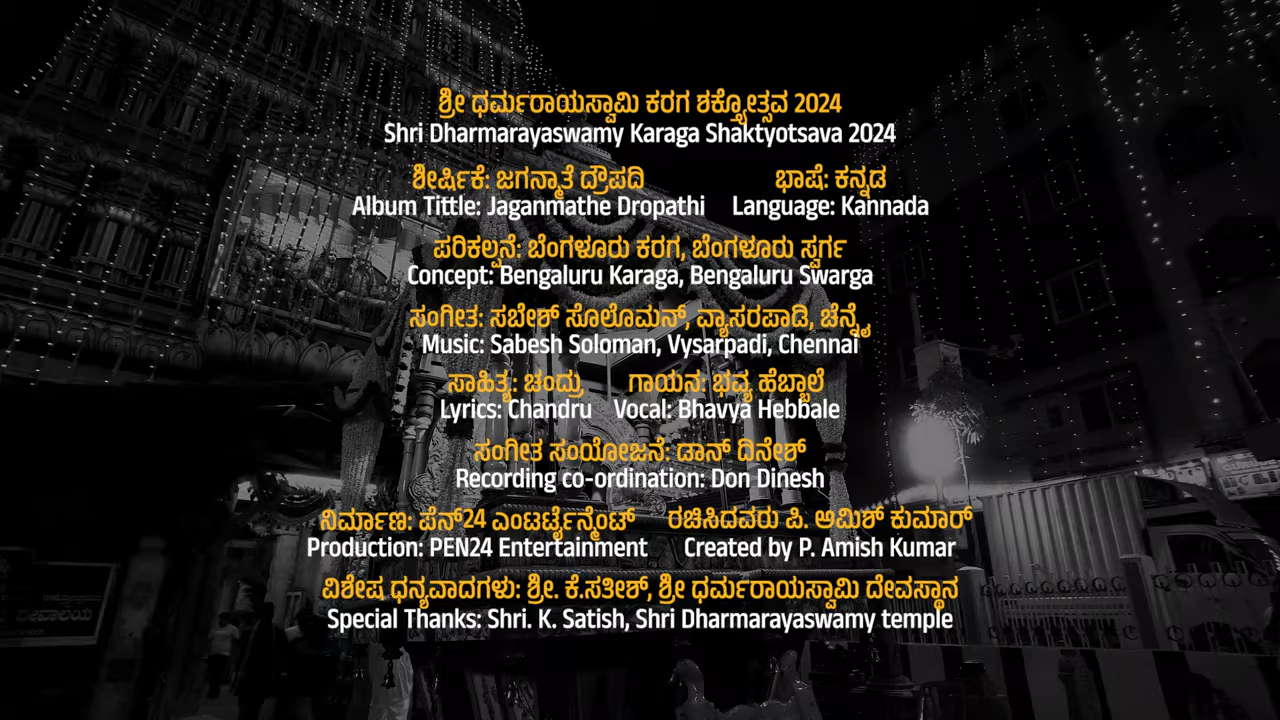 ಶ್ರೀ ಧರ್ಮರಾಯಸ್ವಾಮಿ ಕರಗ ಶಕ್ತ್ಯೋತ್ಸವ 2024
Shri Dharmarayaswamy Karaga Shaktyotsava 2024
ಶೀರ್ಷಿಕೆ: ಜಗನ್ಮಾತೆ ದ್ರೌಪದಿ ಭಾಷೆ: ಕನ್ನಡ
Album Tittle: Jaganmathe Dropathi Language: Kannada
ಪರಿಕಲ್ಪನೆ: ಬೆಂಗಳೂರು ಕರಗ, ಬೆಂಗಳೂರು ಸ್ವರ್ಗ
Concept: Bengaluru Karaga, Bengaluru Swarga
ಸಂಗೀತ: ಸಬೇಶ್ ಸೊಲೊಮನ್, ವ್ಯಾಸರಪಾಡಿ, ಚೆನ್ನೈ
Music: Sabesh Soloman, Vysarpadi, Chennai
ಸಾಹಿತ್ಯ: ಚಂದ್ರು ಗಾಯನ: ಭವ್ಯ ಹೆಬ್ಬಾಲೆ
Lyrics: Chandru Vocal: Bhavya Hebbale
ಸಂಗೀತ ಸಂಯೋಜನೆ: ಡಾನ್ ದಿನೇಶ್
Recording co-ordination: Don Dinesh
ನಿರ್ಮಾಣ: ಪೆನ್24 ಎಂಟರ್ಟೈನ್ಮೆಂಟ್ ರಚಿಸಿದವರು ಪಿ. ಅಮಿಶ್ ಕುಮಾರ್
Production: PEN24 Entertainment Created by P. Amish Kumar
ವಿಶೇಷ ಧನ್ಯವಾದಗಳು: ಶ್ರೀ. ಕೆ.ಸತೀಶ್, ಶ್ರೀ ಧರ್ಮರಾಯಸ್ವಾಮಿ ದೇವಸ್ಥಾನ
Special Thanks: Shri. K. Satish, Shri Dharmarayaswamy temple